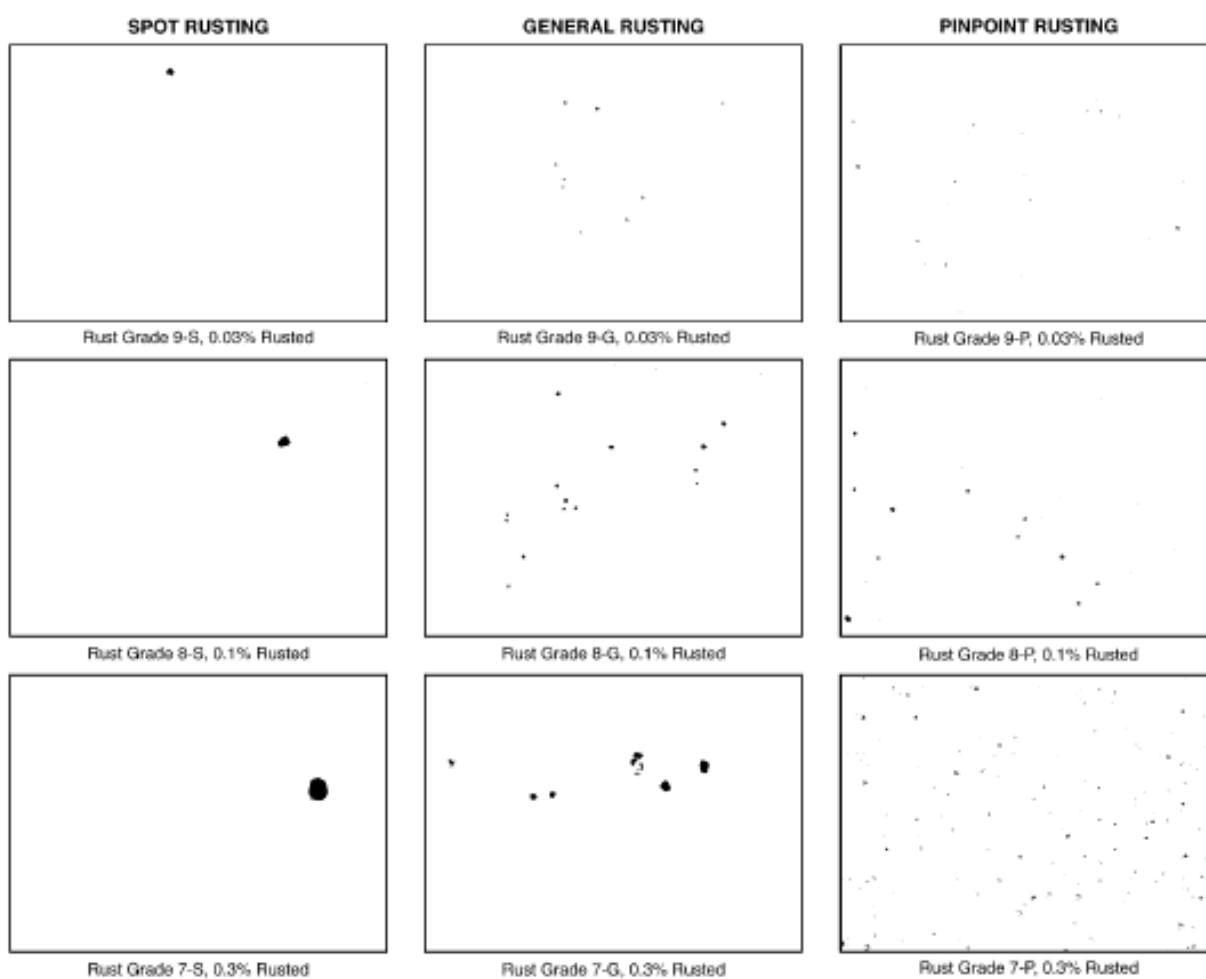 SPOT RUSTING GENERAL RUSTING PINPOINT RUSTING
Rust Grade 9-S, 0.03% Rusted Rust Grade 9-G, 0.03% Rusted Rust Grade 9-P, 0.03% Rusted
Rust Grade 8-S, 0.1% Rusted Rust Grade 8-G, 0.1% Rusted Rust Grade 8-P, 0.1% Rusted
Rust Grade 7-S, 0.3% Rusted Rust Grade 7-G, 0.3% Rusted Rust Grade 7-P, 0.3% Rusted